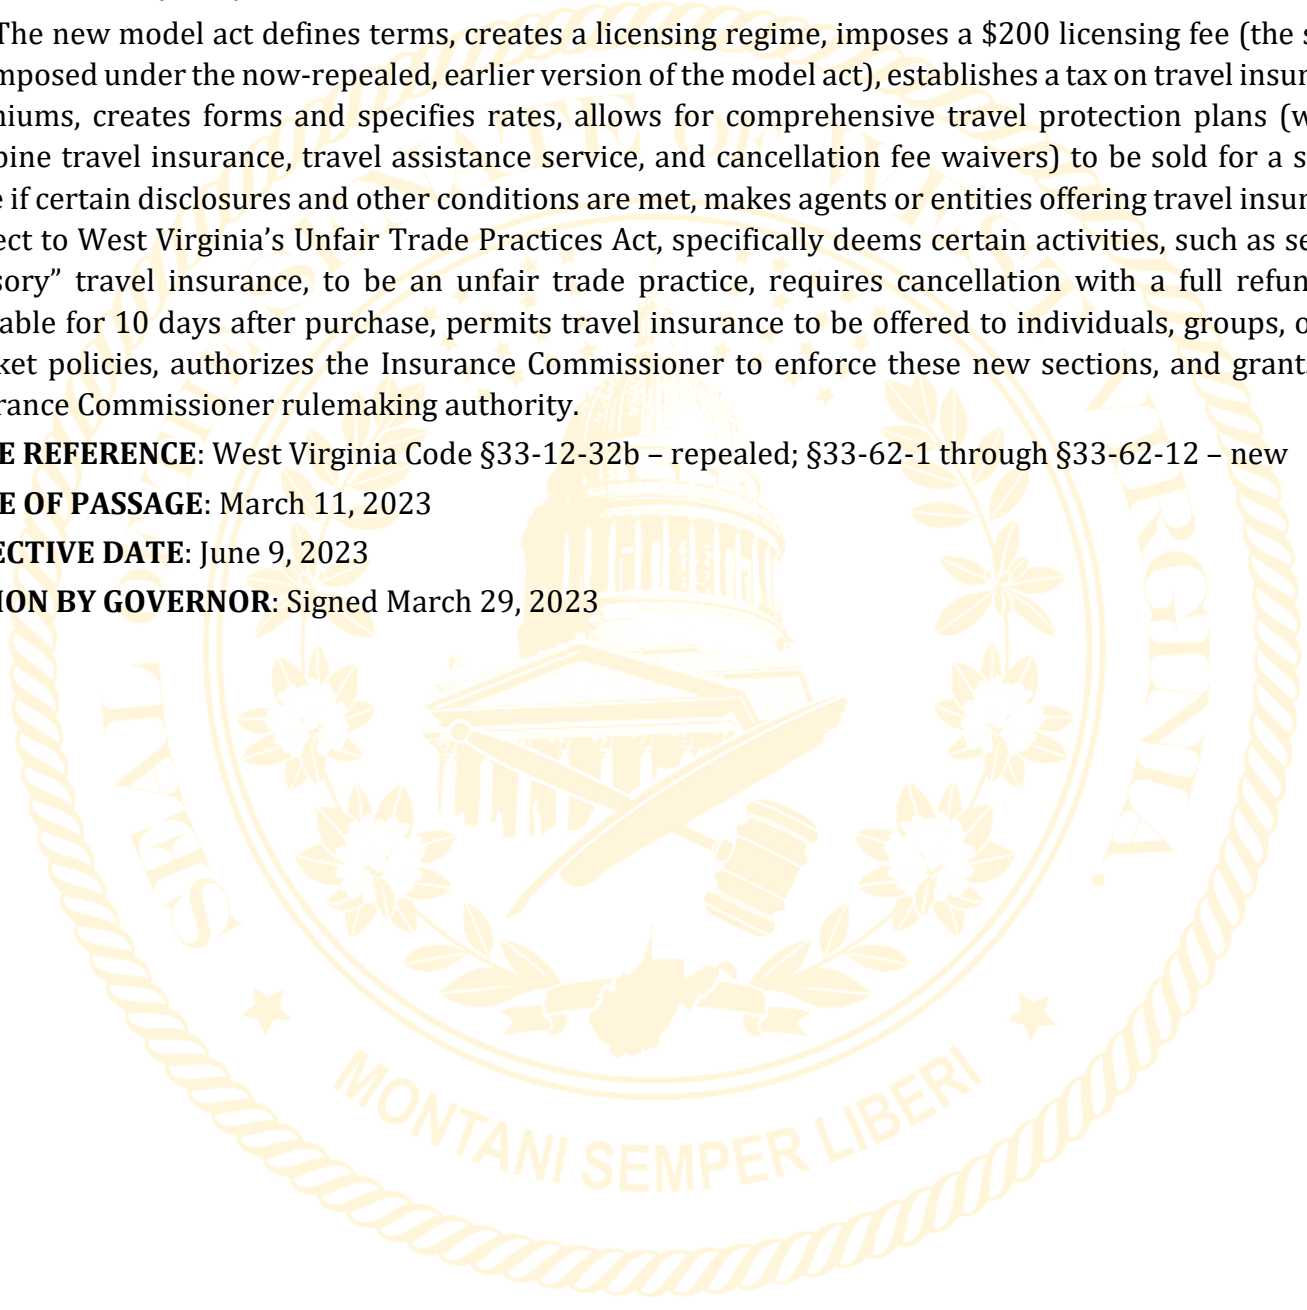 The new model act defines terms, creates a licensing regime, imposes a $200 licensing fee (the s
mposed under the now-repealed, earlier version of the model act), establishes a tax on travel insur
niums, creates forms and specifies rates, allows for comprehensive travel protection plans (w
bine travel insurance, travel assistance service, and cancellation fee waivers) to be sold for a s
e if certain disclosures and other conditions are met, makes agents or entities offering travel insur
ect to West Virginia’s Unfair Trade Practices Act, specifically deems certain activities, such as se
sory” travel insurance, to be an unfair trade practice, requires cancellation with a full refun
able for 10 days after purchase, permits travel insurance to be offered to individuals, groups, o
ket policies, authorizes the Insurance Commissioner to enforce these new sections, and grants
rance Commissioner rulemaking authority.
E REFERENCE: West Virginia Code §33-12-32b – repealed; §33-62-1 through §33-62-12 – new
E OF PASSAGE: March 11, 2023
ECTIVE DATE: June 9, 2023
ION BY GOVERNOR: Signed March 29, 2023
SEAL OF THE SENATE OF WEST VIRGINIA.
MONTANI SEMPER LIBERI